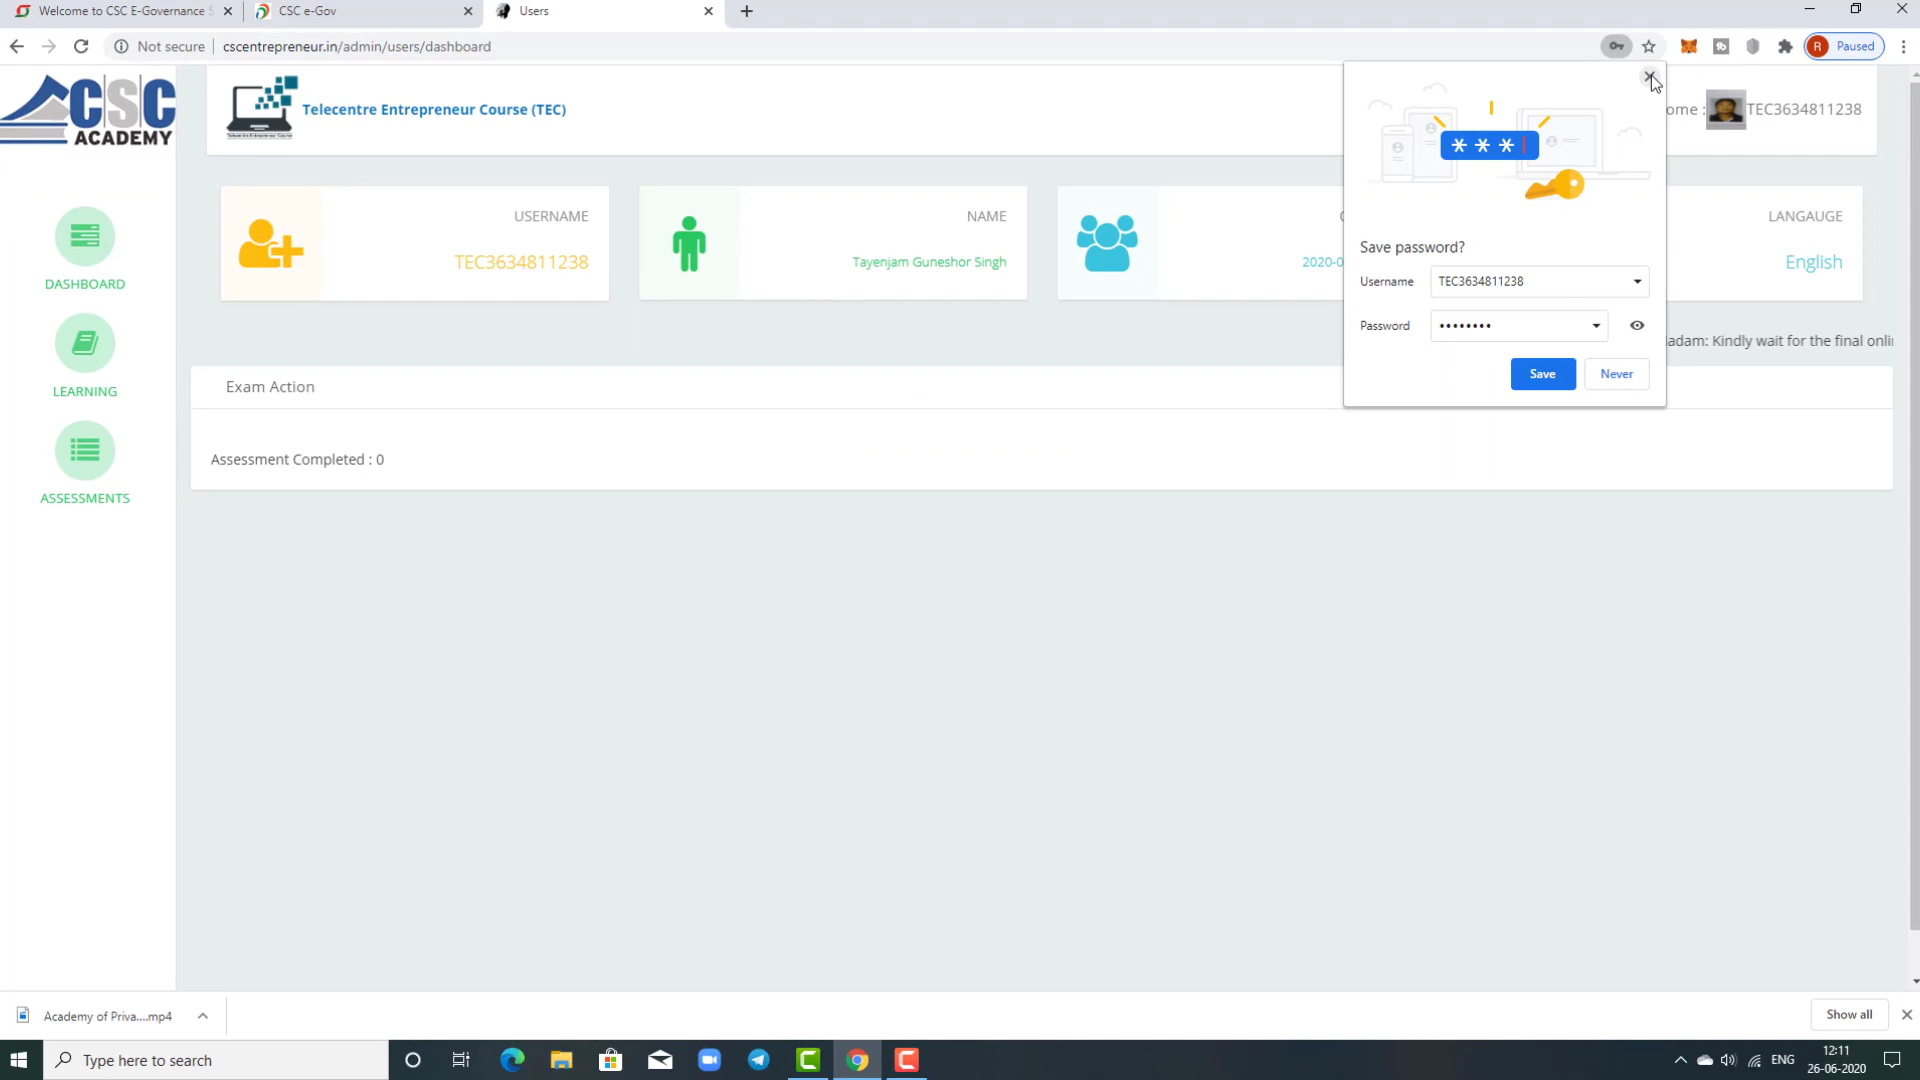 Welcome to CSC E-Governance S
CSC e-Gov
Users
Not secure
cscentrepreneur.in/admin/users/dashboard
R
Paused
CSC
ACADEMY
Telecentre Entrepreneur Course (TEC)
ome :
TEC3634811238
DASHBOARD
LEARNING
ASSESSMENTS
USERNAME
TEC3634811238
NAME
Tayenjam Guneshor Singh
2020-0
LANGAUGE
English
* * *
Save password?
Username
TEC3634811238
Password
••••••••
Save
Never
adam: Kindly wait for the final onli
Exam Action
Assessment Completed : 0
Academy of Priva....mp4
Show all
Type here to search
ENG
12:11
26-06-2020